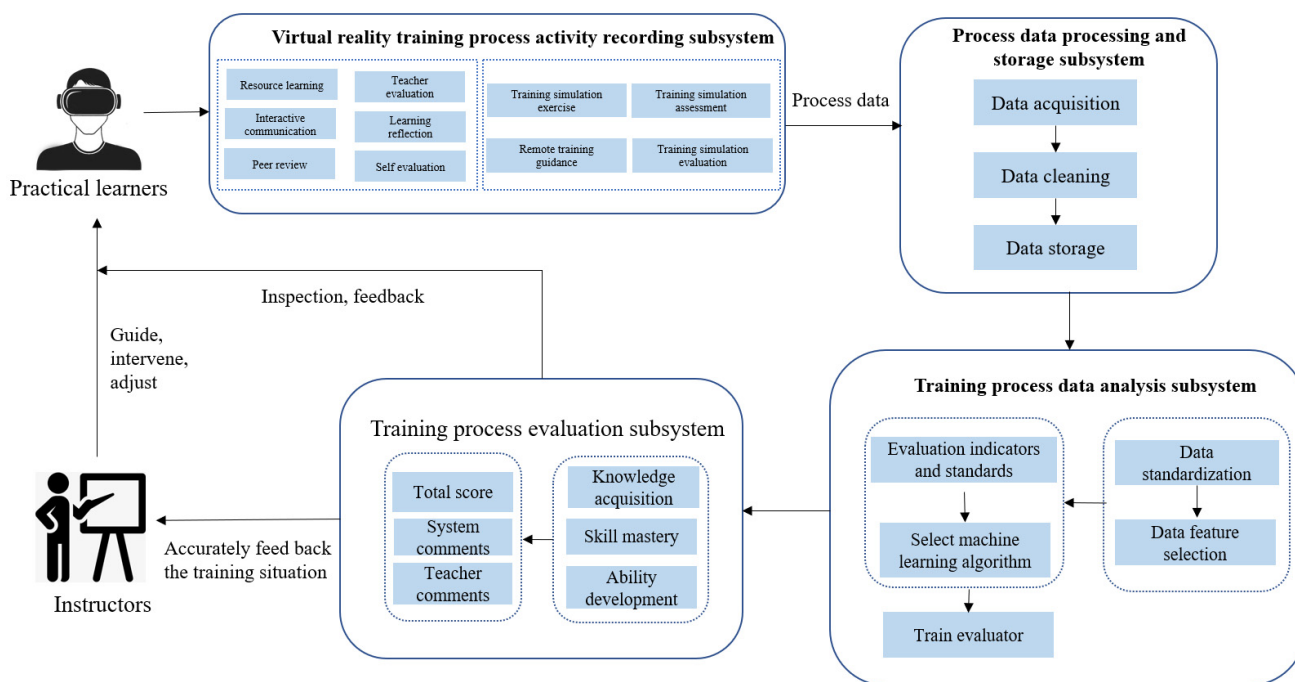 Virtual reality training process activity recording subsystem
Resource learning
Teacher
evaluation
Interactive
communication
Learning
reflection
Peer review
Self evaluation
Training simulation
exercise
Training simulation
assessment
Remote training
guidance
Training simulation
evaluation
Practical learners
Process data
Process data processing and
storage subsystem
Data acquisition
Data cleaning
Data storage
Inspection, feedback
Guide,
intervene,
adjust
Training process data analysis subsystem
Evaluation indicators
and standards
Select machine
learning algorithm
Train evaluator
Data
standardization
Data feature
selection
Training process evaluation subsystem
Total score
System
comments
Teacher
comments
Knowledge
acquisition
Skill mastery
Ability
development
Accurately feed back
the training situation
Instructors